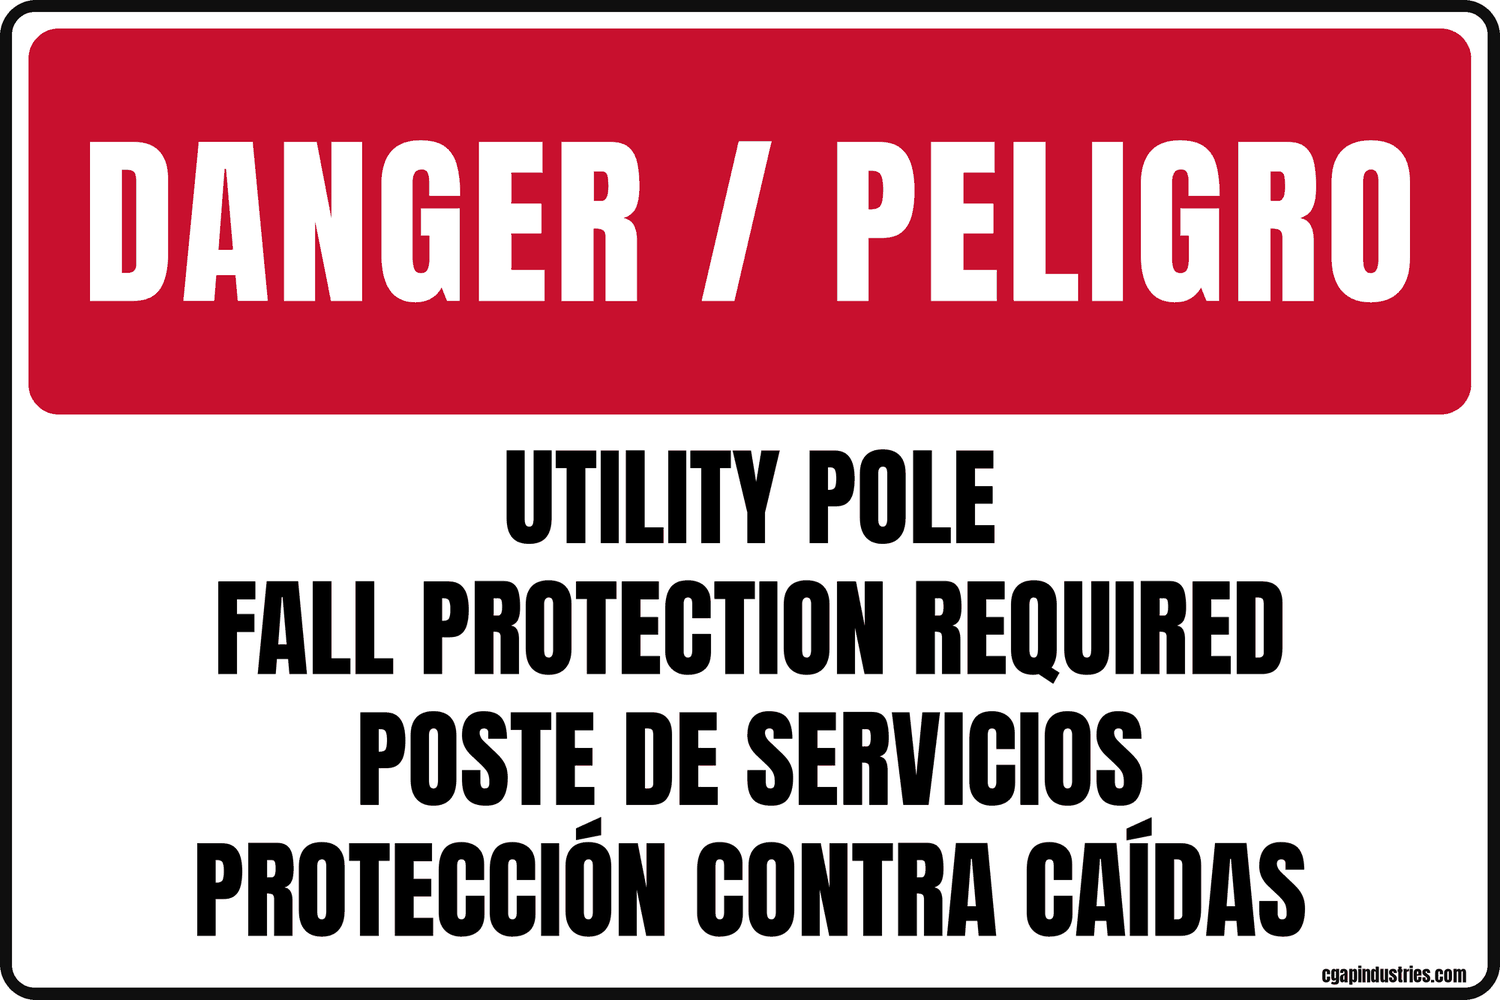 DANGER / PELIGRO
UTILITY POLE
FALL PROTECTION REQUIRED
POSTE DE SERVICIOS
PROTECCIÓN CONTRA CAÍDAS
cgapindustries.com